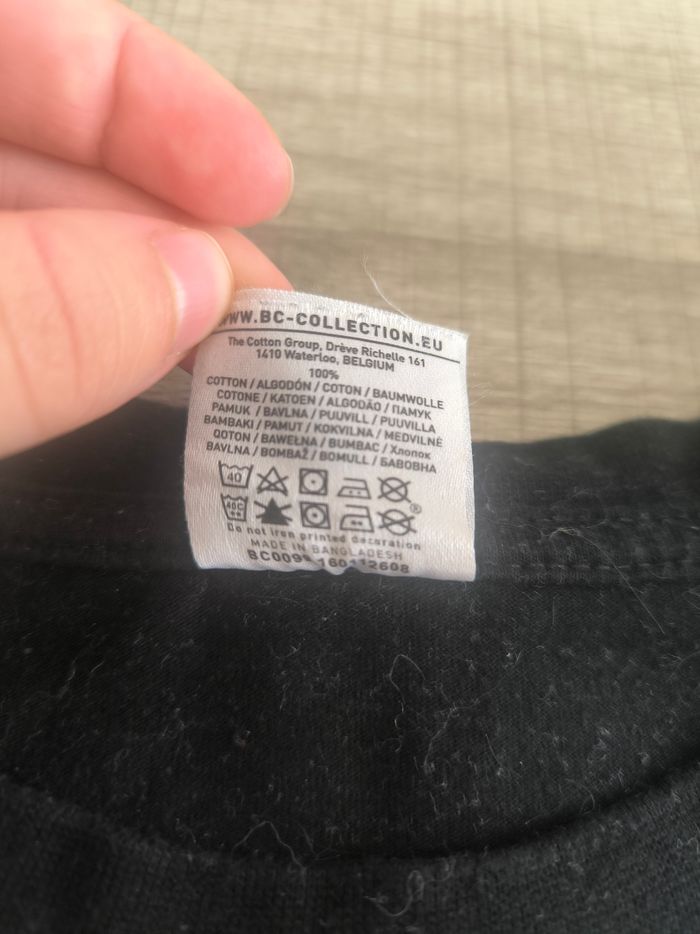 WWW.BC-COLLECTION.EU
The Cotton Group, Drève Richelle 161
1410 Waterloo, BELGIUM
100%
COTTON / ALGODÓN / COTON / BAUMWOLLE
COTONE / KATOEN / ALGODÃO / ПАМУК
PAMUK / BAVLNA / PUUVILL / PUUVILLA
BAMBAKI / PAMUT / KOKVILNA / MEDVILNĖ
QOTON / BAWEŁNA / BUMBAC / Хлопок
BAVLNA / BOMBAŽ / BOMULL / БАВОВНА
40
40C ®
Do not iron printed decoration
MADE IN BANGLADESH